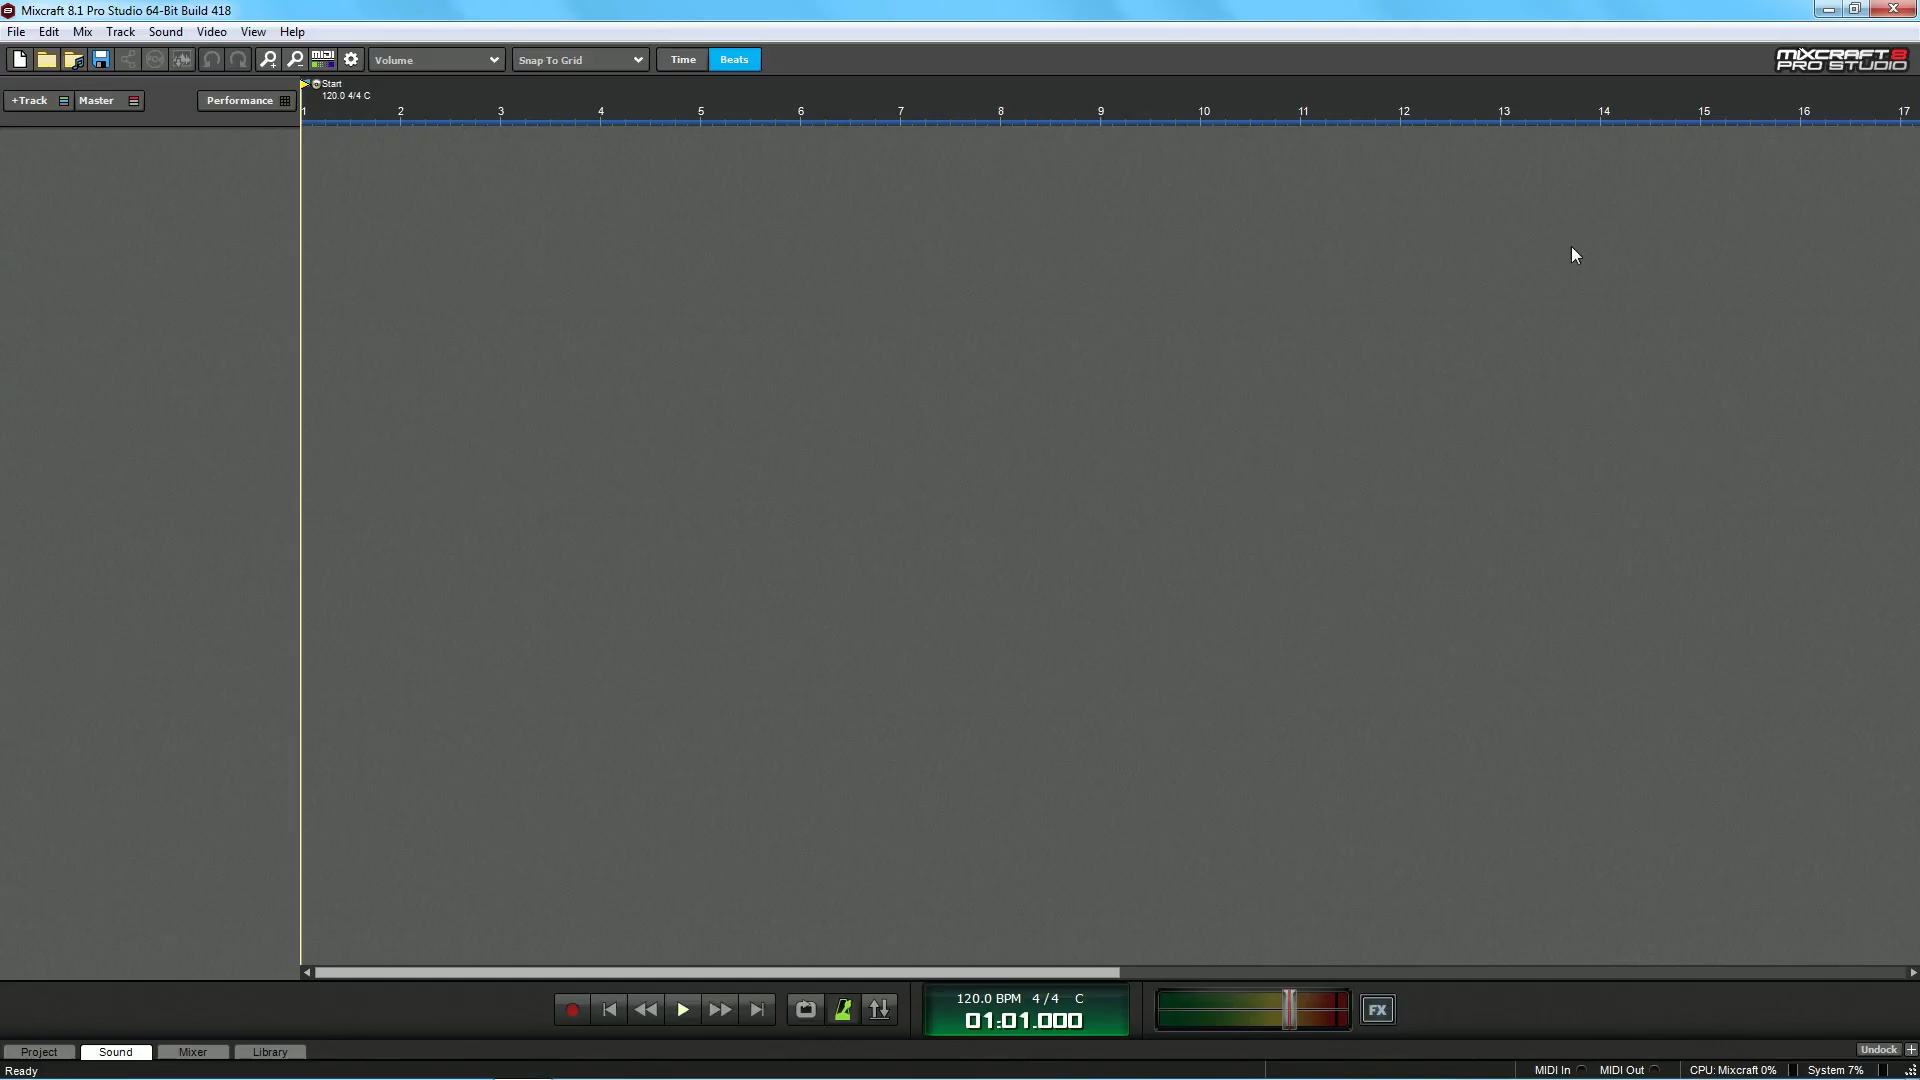 Mixcraft 8.1 Pro Studio 64-Bit Build 418
File Edit Mix Track Sound Video View Help
MIDI Volume Snap To Grid Time Beats MIXCRAFT 8
PRO STUDIO
Start
+Track Master Performance 120.0 4/4 C
1 2 3 4 5 6 7 8 9 10 11 12 13 14 15 16 17
120.0 BPM 4/4 C
01:01.000
FX
Project Sound Mixer Library Undock
Ready MIDI In MIDI Out CPU: Mixcraft 0% System 7%